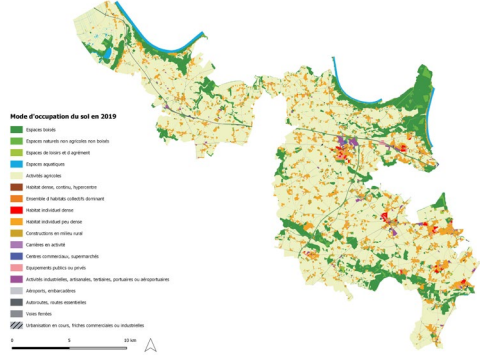 Mode d'occupation du sol en 2019
Espaces boisés
Espaces naturels non agricoles non boisés
Espaces de loisirs et d'agrément
Espaces aquatiques
Activités agricoles
Habitat dense, continu, hypercentre
Ensemble d'habitats collectifs dominant
Habitat individuel dense
Habitat individuel peu dense
Constructions en milieu rural
Carrières en activité
Centres commerciaux, supermarchés
Equipements publics ou privés
Activités industrielles, artisanales, tertiaires, portuaires ou aéroportuaires
Aéroports, embarcadères
Autoroutes, routes essentielles
Voies ferrées
Urbanisation en cours, friches commerciales ou industrielles
0 5 10 km